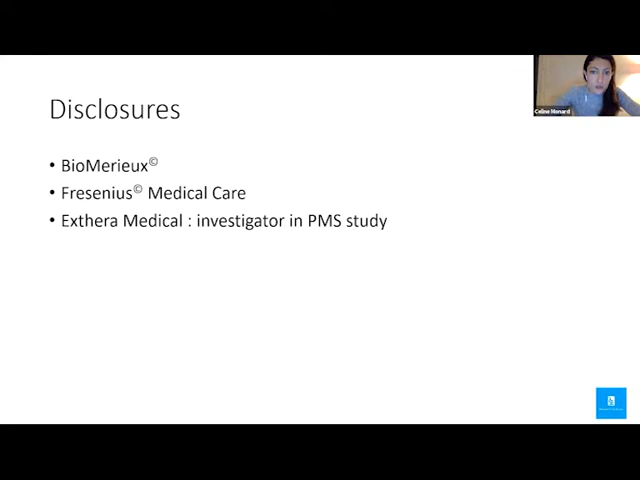 Disclosures
• BioMerieux©
• Fresenius© Medical Care
• Exthera Medical : investigator in PMS study
Celine Monard